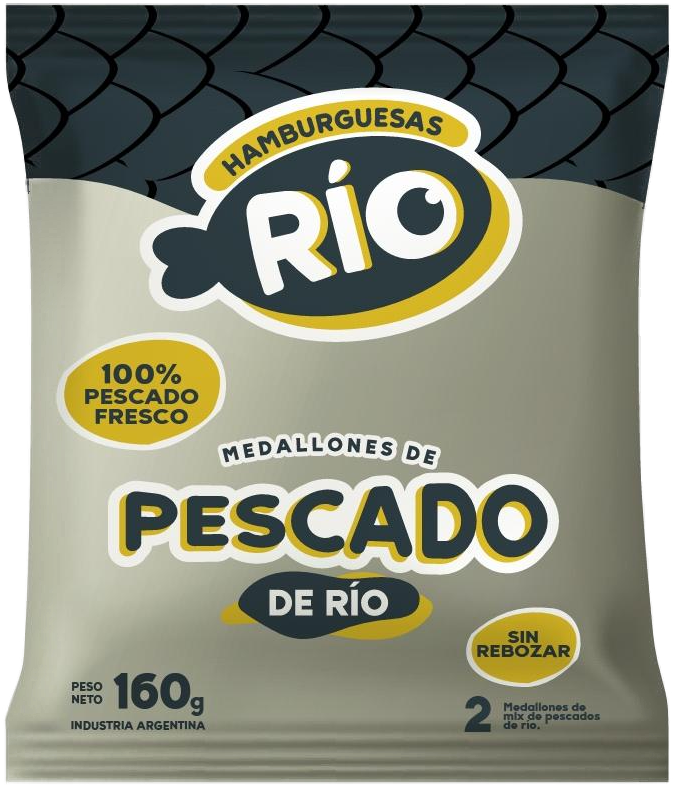 HAMBURGUESAS
RÍO
100%
PESCADO
FRESCO
MEDALLONES DE
PESCADO
DE RÍO
SIN
REBOZAR
PESO
NETO
160g
INDUSTRIA ARGENTINA
2
Medallones de
mix de pescados
de río.